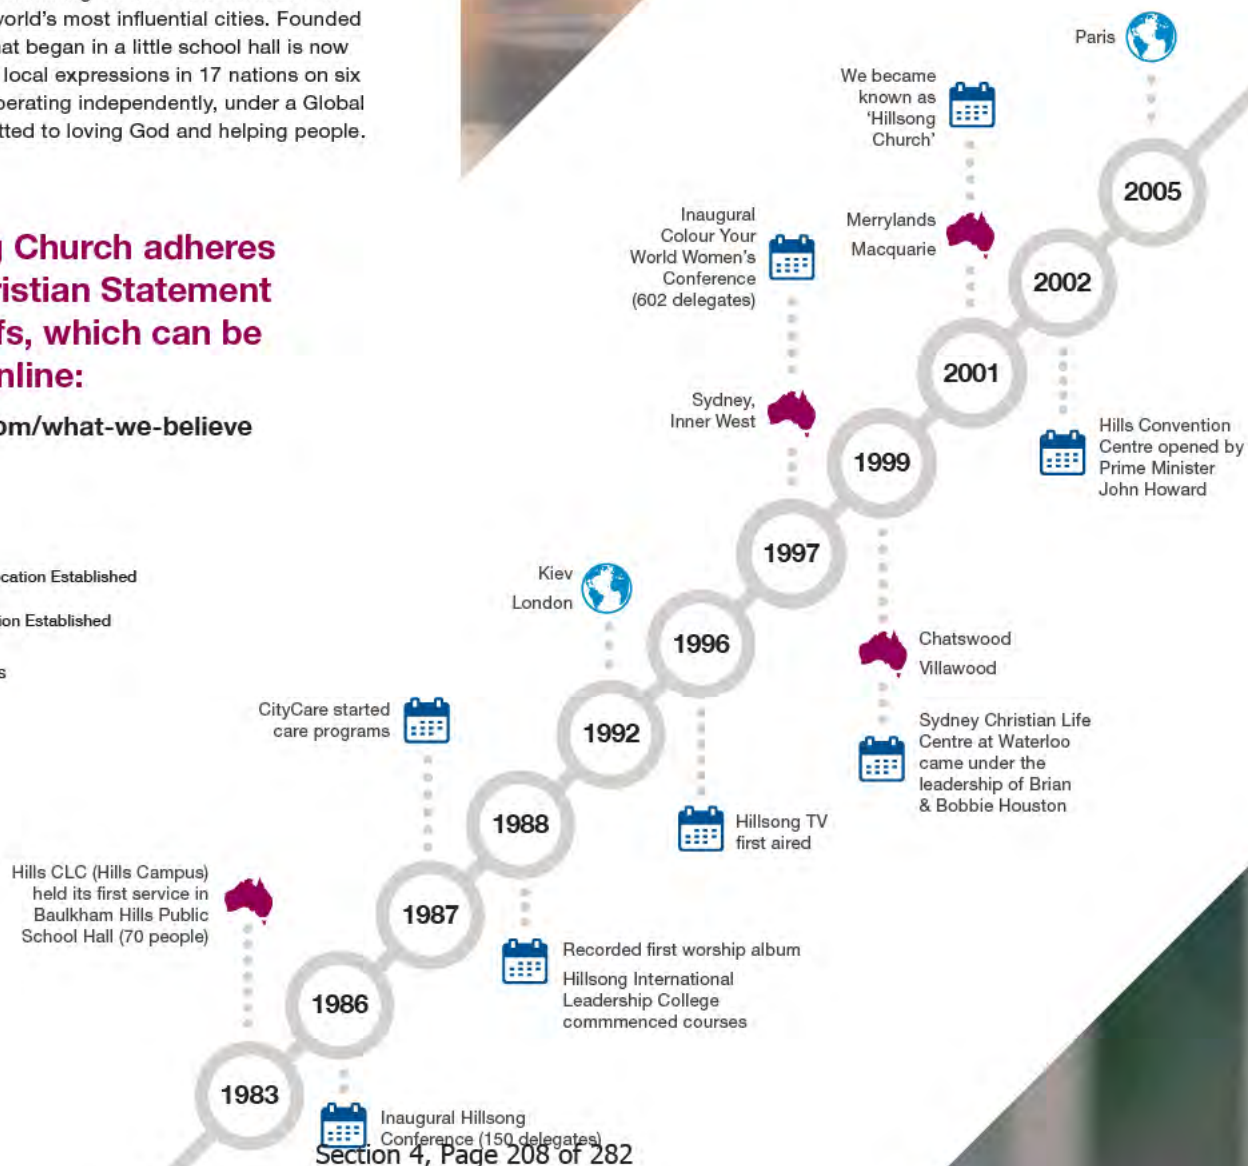 world's most influential cities. Founded
at began in a little school hall is now
local expressions in 17 nations on six
perating independently, under a Global
tted to loving God and helping people.
g Church adheres
ristian Statement
fs, which can be
nline:
om/what-we-believe
cation Established
ion Established
s
Paris
2005
We became
known as
'Hillsong
Church'
Merrylands
Macquarie
2002
Hills Convention
Centre opened by
Prime Minister
John Howard
2001
Inaugural
Colour Your
World Women's
Conference
(602 delegates)
Sydney,
Inner West
1999
Chatswood
Villawood
Sydney Christian Life
Centre at Waterloo
came under the
leadership of Brian
& Bobbie Houston
1997
1996
Hillsong TV
first aired
Kiev
London
1992
1988
Recorded first worship album
Hillsong International
Leadership College
commmenced courses
CityCare started
care programs
1987
1986
Inaugural Hillsong
Conference (150 delegates)
Hills CLC (Hills Campus)
held its first service in
Baulkham Hills Public
School Hall (70 people)
1983
Section 4, Page 208 of 282